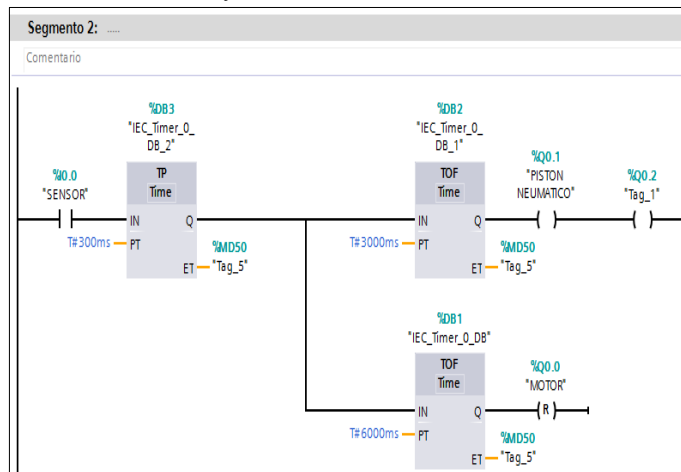 Segmento 2: .....
Comentario
%DB3
"IEC_Timer_0_
DB_2"
TP
Time
%I0.0
"SENSOR"
IN
Q
T#300ms
PT
%MD50
ET
"Tag_5"
%DB2
"IEC_Timer_0_
DB_1"
TOF
Time
%Q0.1
"PISTON
NEUMATICO"
%Q0.2
"Tag_1"
IN
Q
T#3000ms
PT
%MD50
ET
"Tag_5"
%DB1
"IEC_Timer_0_DB"
TOF
Time
%Q0.0
"MOTOR"
IN
Q
R
T#6000ms
PT
%MD50
ET
"Tag_5"